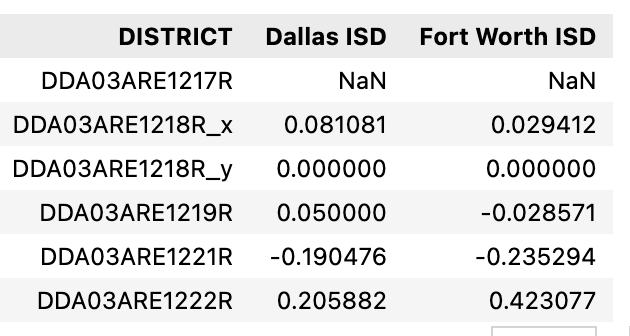 DISTRICT Dallas ISD Fort Worth ISD
DDA03ARE1217R NaN NaN
DDA03ARE1218R_x 0.081081 0.029412
DDA03ARE1218R_y 0.000000 0.000000
DDA03ARE1219R 0.050000 -0.028571
DDA03ARE1221R -0.190476 -0.235294
DDA03ARE1222R 0.205882 0.423077